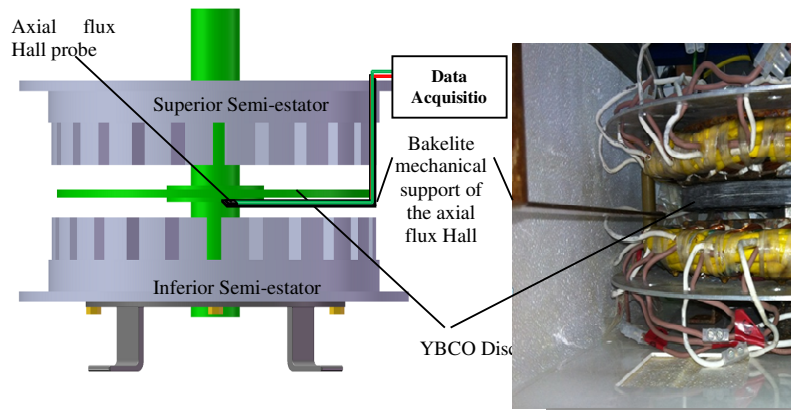 Axial flux
Hall probe
Data
Acquisitio
Superior Semi-estator
Bakelite
mechanical
support of
the axial
flux Hall
Inferior Semi-estator
YBCO Disc